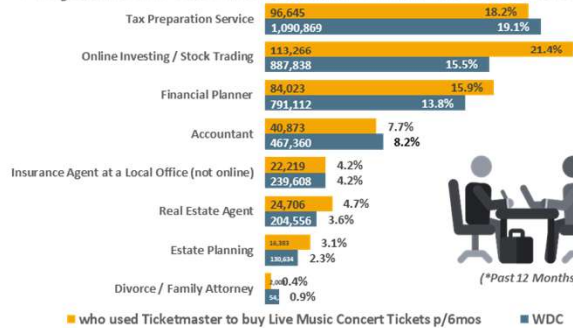 Tax Preparation Service
96,645 18.2%
1,090,869 19.1%
Online Investing / Stock Trading
113,266 21.4%
887,838 15.5%
Financial Planner
84,023 15.9%
791,112 13.8%
Accountant
40,873 7.7%
467,360 8.2%
Insurance Agent at a Local Office (not online)
22,219 4.2%
239,608 4.2%
Real Estate Agent
24,706 4.7%
204,556 3.6%
Estate Planning
16,383 3.1%
130,634 2.3%
Divorce / Family Attorney
0.4%
54, 0.9%
(*Past 12 Months
who used Ticketmaster to buy Live Music Concert Tickets p/6mos WDC